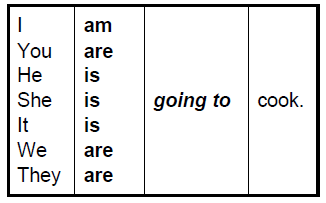 I am
You are
He is
She is going to cook.
It is
We are
They are